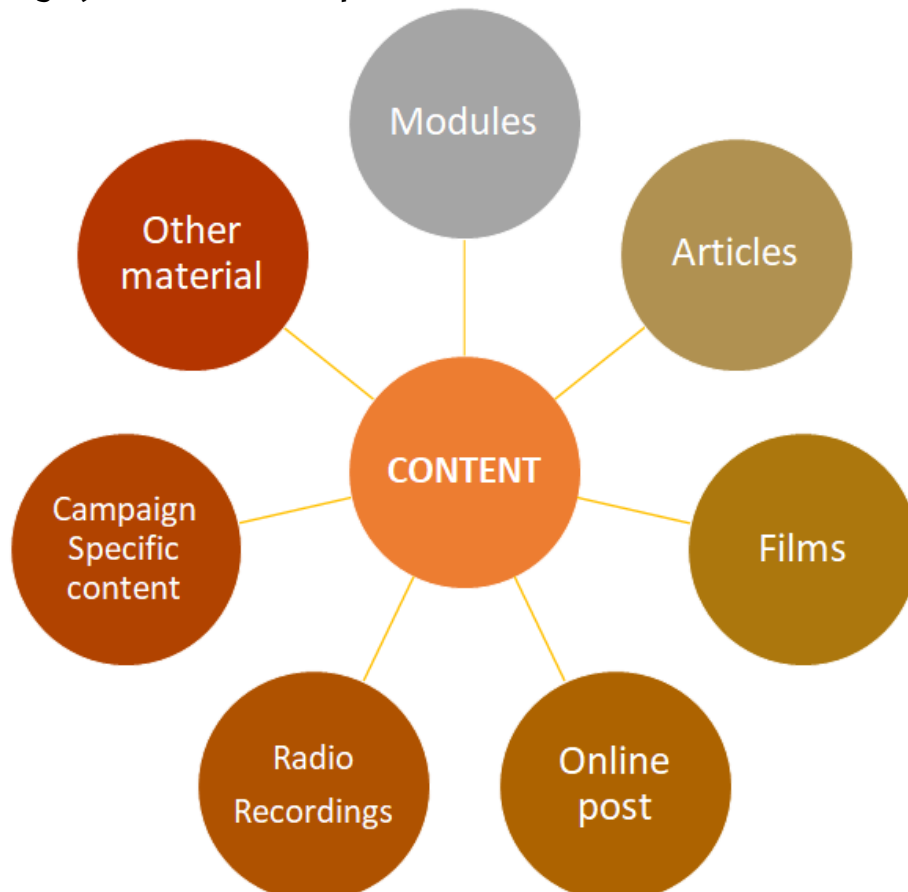 Modules
Articles
Films
Online
post
Radio
Recordings
Campaign
Specific
content
Other
material
CONTENT